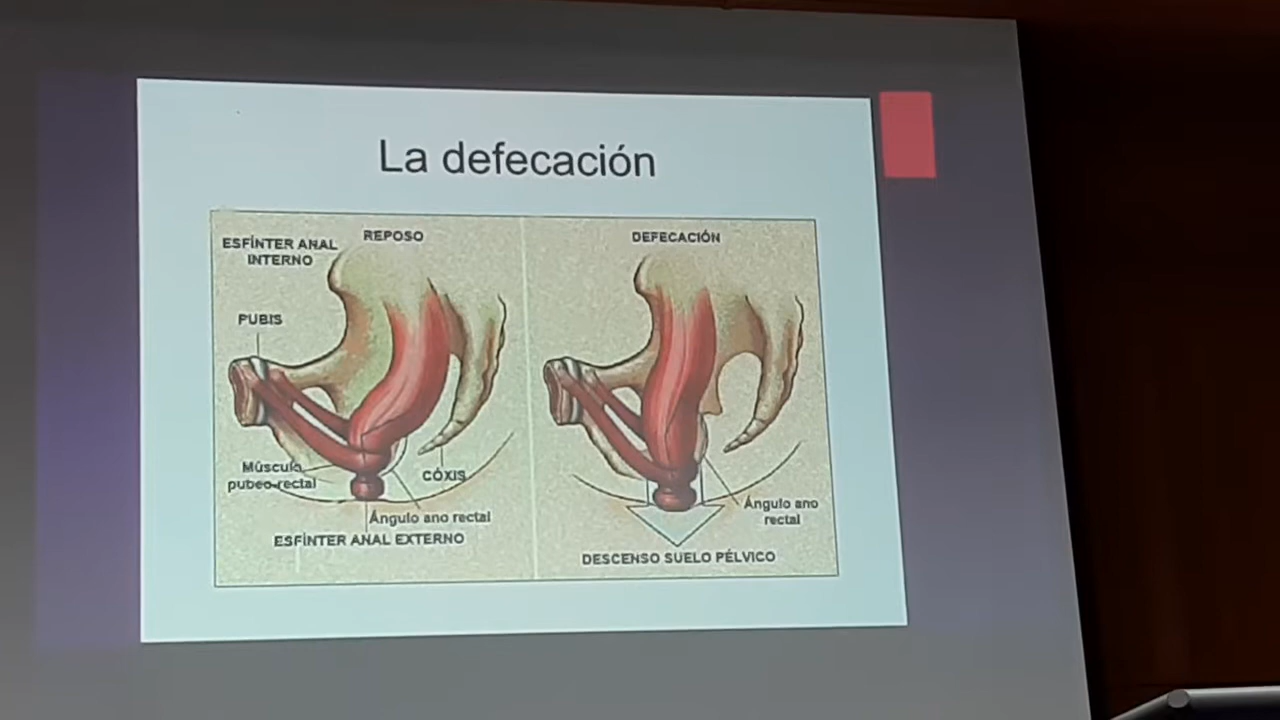 La defecación
ESFÍNTER ANAL
INTERNO
REPOSO
PUBIS
Músculo
pubeo-rectal
CÓXIS
Ángulo ano rectal
ESFÍNTER ANAL EXTERNO
DEFECACIÓN
Ángulo ano
rectal
DESCENSO SUELO PÉLVICO